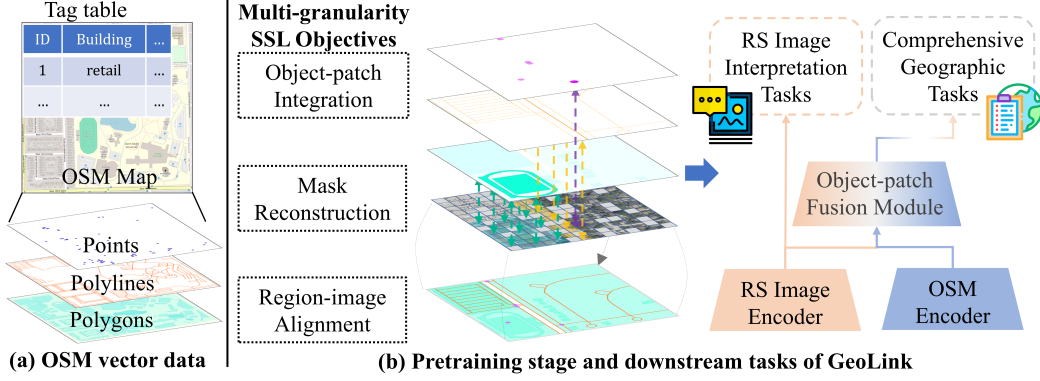 Tag table
ID Building ...
1 retail ...
... ... ...
OSM Map
Points
Polylines
Polygons
(a) OSM vector data
Multi-granularity
SSL Objectives
Object-patch
Integration
Mask
Reconstruction
Region-image
Alignment
RS Image
Interpretation
Tasks
Comprehensive
Geographic
Tasks
Object-patch
Fusion Module
RS Image
Encoder
OSM
Encoder
(b) Pretraining stage and downstream tasks of GeoLink